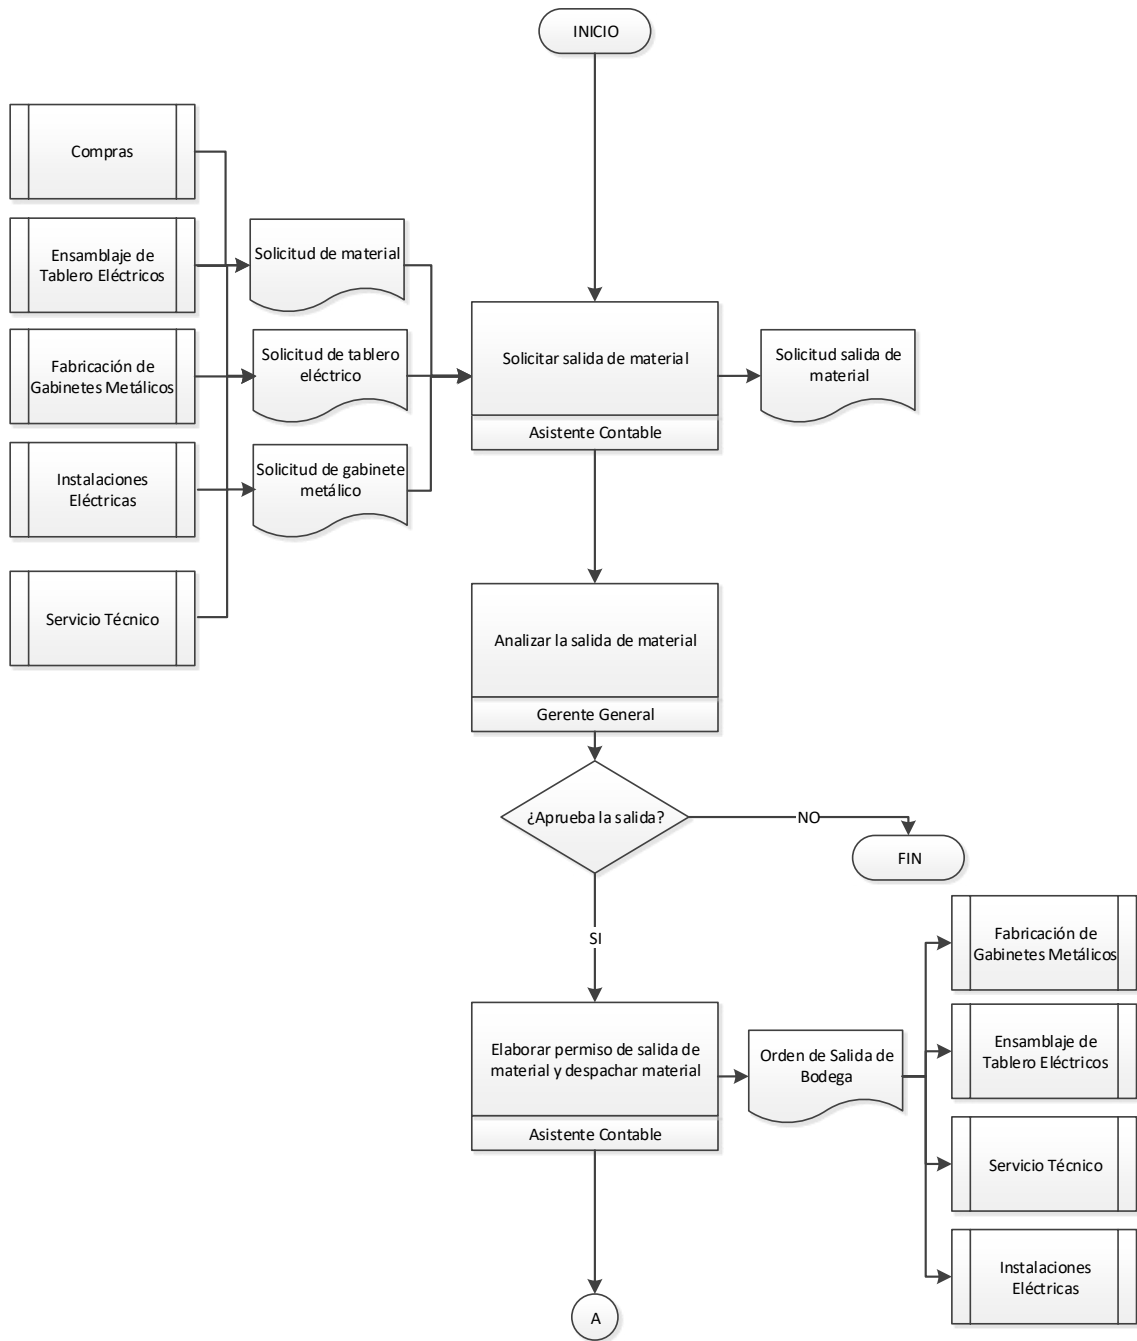 INICIO
Compras
Ensamblaje de
Tablero Eléctricos
Solicitud de material
Fabricación de
Gabinetes Metálicos
Solicitud de tablero
eléctrico
Solicitar salida de material
Asistente Contable
Solicitud salida de
material
Instalaciones
Eléctricas
Solicitud de gabinete
metálico
Servicio Técnico
Analizar la salida de material
Gerente General
¿Aprueba la salida?
NO
FIN
SI
Elaborar permiso de salida de
material y despachar material
Asistente Contable
Orden de Salida de
Bodega
Fabricación de
Gabinetes Metálicos
Ensamblaje de
Tablero Eléctricos
Servicio Técnico
Instalaciones
Eléctricas
A